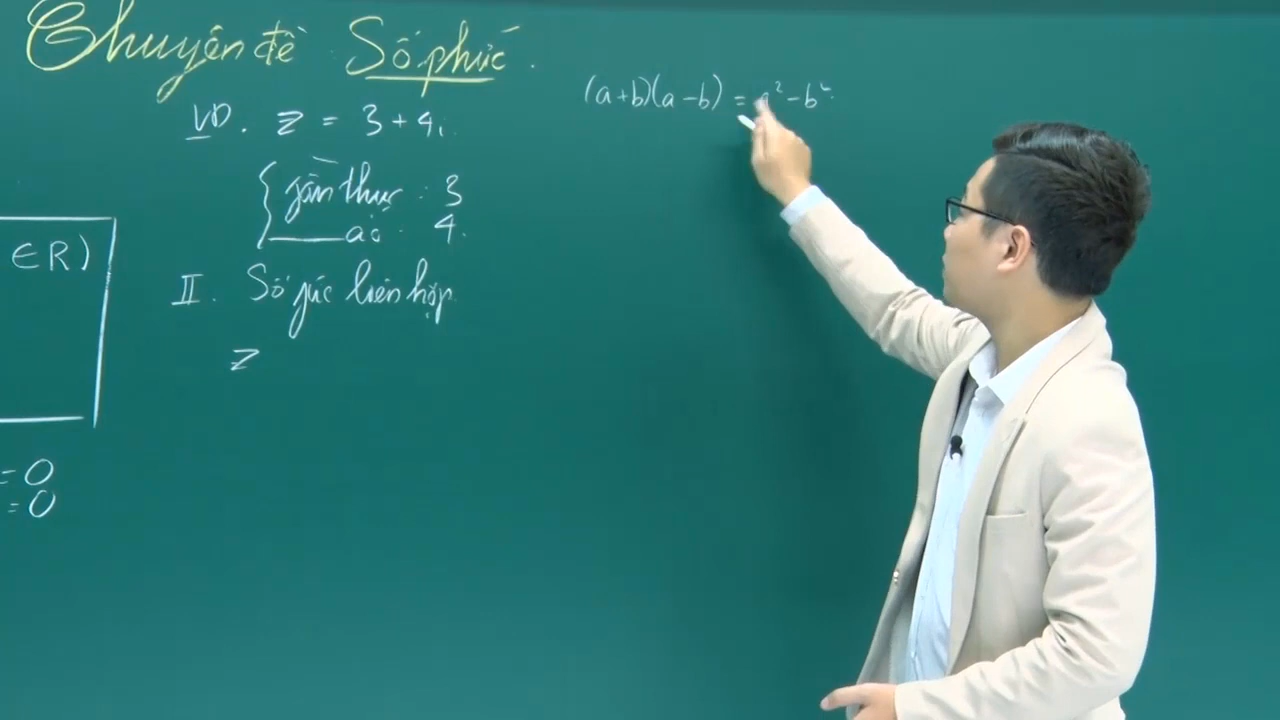 Chuyên đề Số phức.
(a+b)(a-b) = a² - b²
VD. z = 3 + 4i
phần thực : 3
ảo : 4.
∈ R)
II. Số phức liên hợp
z
= 0
= 0